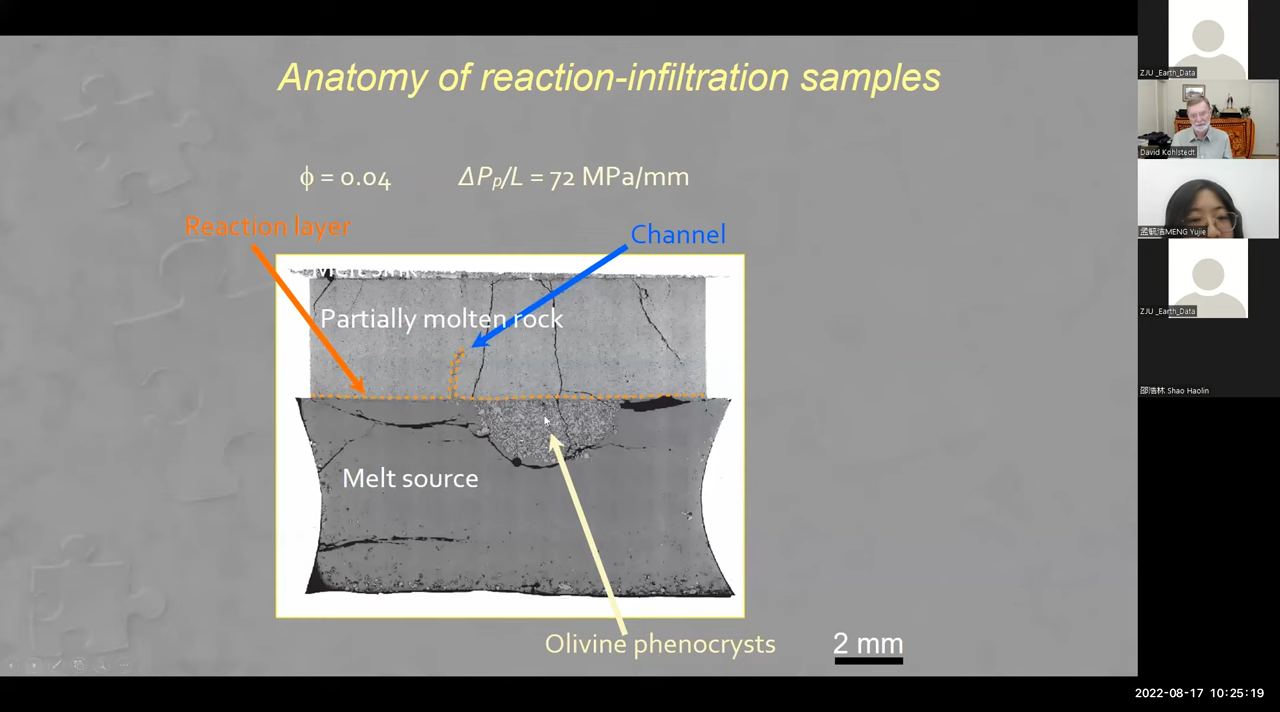 Anatomy of reaction-infiltration samples
ϕ = 0.04
ΔPₚ/L = 72 MPa/mm
Reaction layer
Channel
Partially molten rock
Melt source
Olivine phenocrysts
2 mm
ZJU _Earth_Data
David Kohlstedt
孟毓洁MENG Yujie
ZJU _Earth_Data
邵浩林 Shao Haolin
2022-08-17 10:25:19